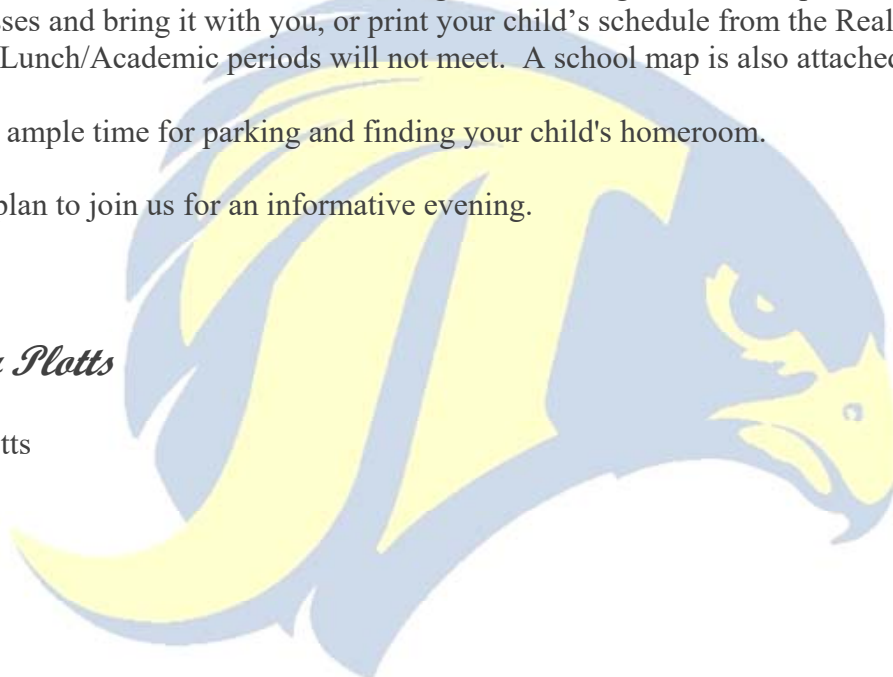 sses and bring it with you, or print your child’s schedule from the Real
Lunch/Academic periods will not meet.  A school map is also attached
ample time for parking and finding your child's homeroom.
plan to join us for an informative evening.
Plotts
tts
JT